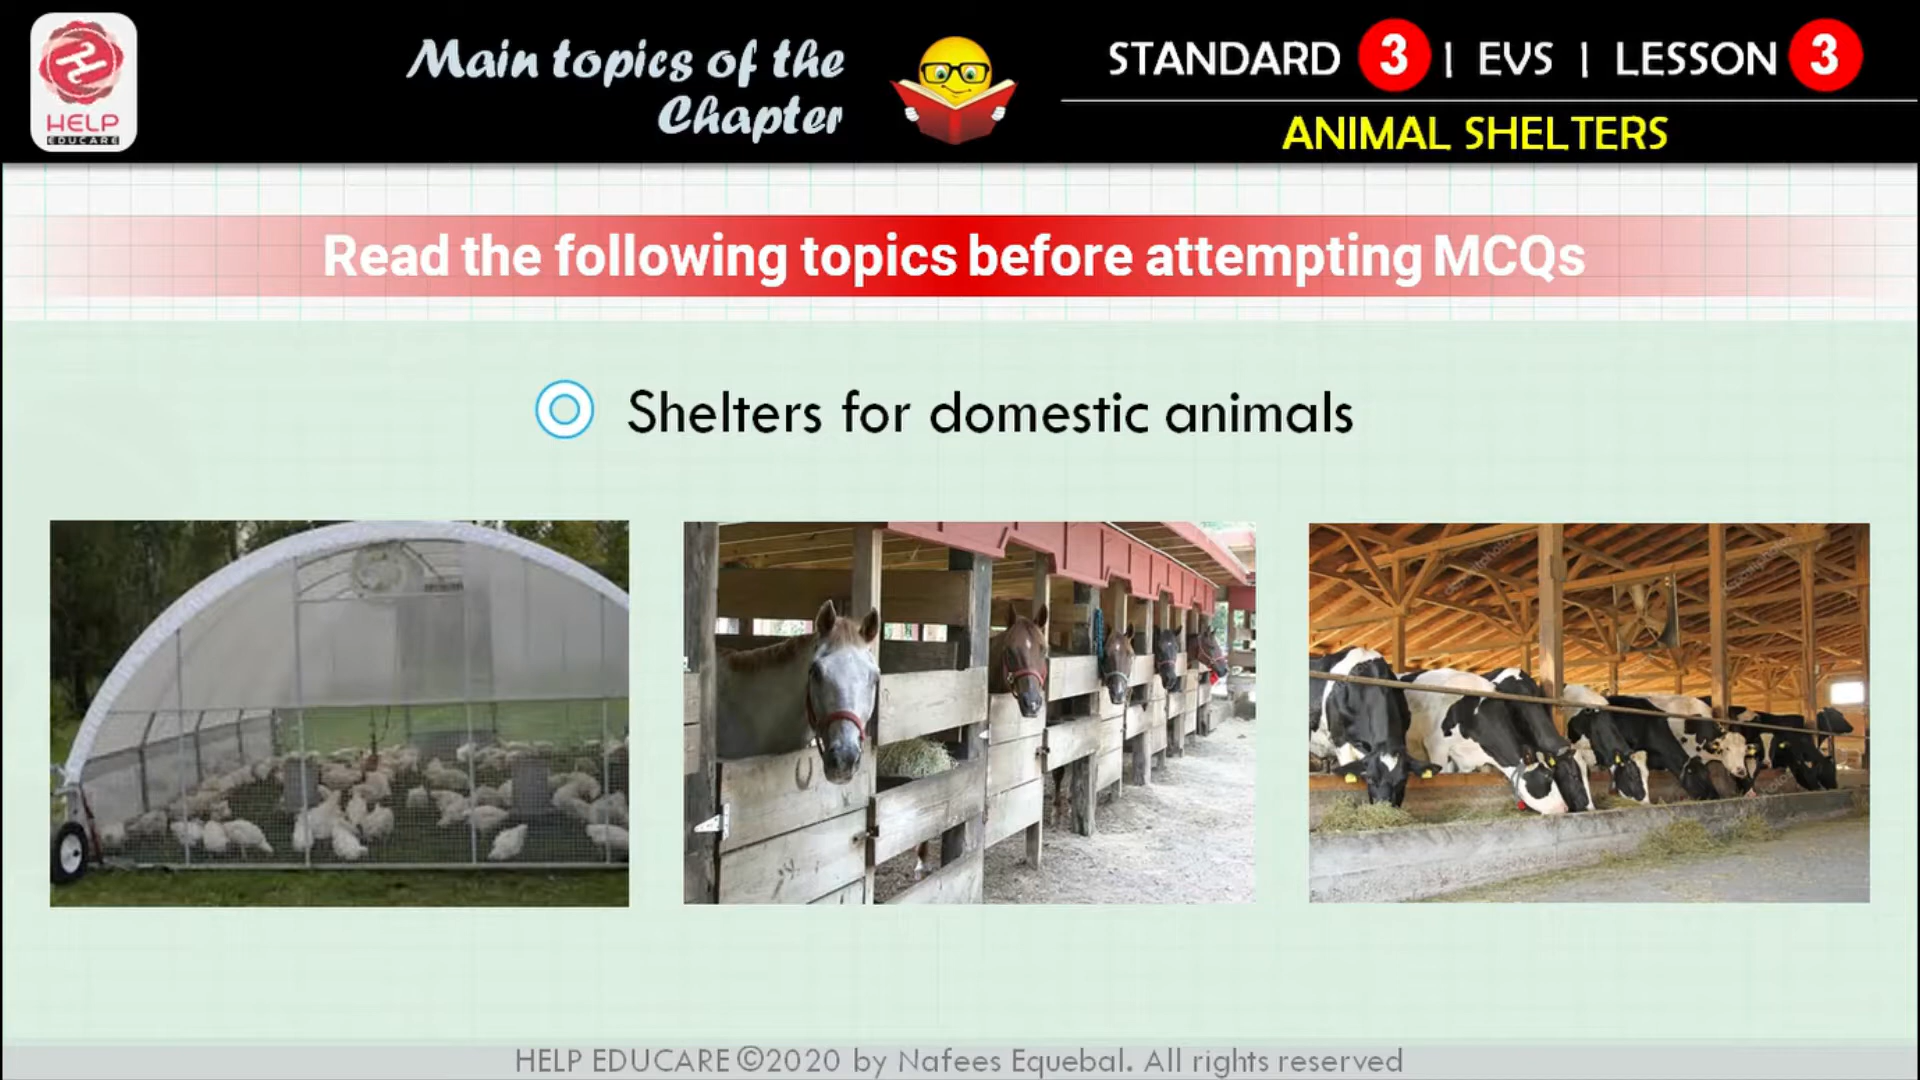 HELP
EDUCARE
Main topics of the
Chapter
STANDARD 3 | EVS | LESSON 3
ANIMAL SHELTERS
Read the following topics before attempting MCQs
Shelters for domestic animals
HELP EDUCARE ©2020 by Nafees Equebal. All rights reserved